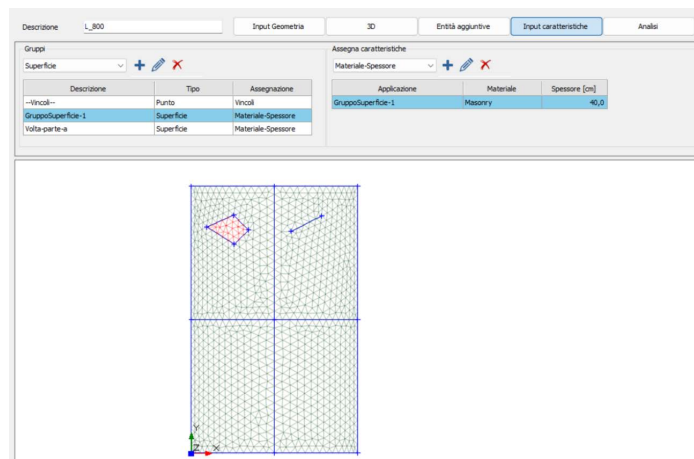 Descrizione L_800 Input Geometria 3D Entità aggiuntive Input caratteristiche Analisi
Gruppi Assegna caratteristiche
Superficie Materiale-Spessore
Descrizione Tipo Assegnazione Applicazione Materiale Spessore [cm]
--Vincoli-- Punto Vincoli GruppoSuperficie-1 Masonry 40,0
GruppoSuperficie-1 Superficie Materiale-Spessore
Volta-parte-a Superficie Materiale-Spessore
Y
Z X